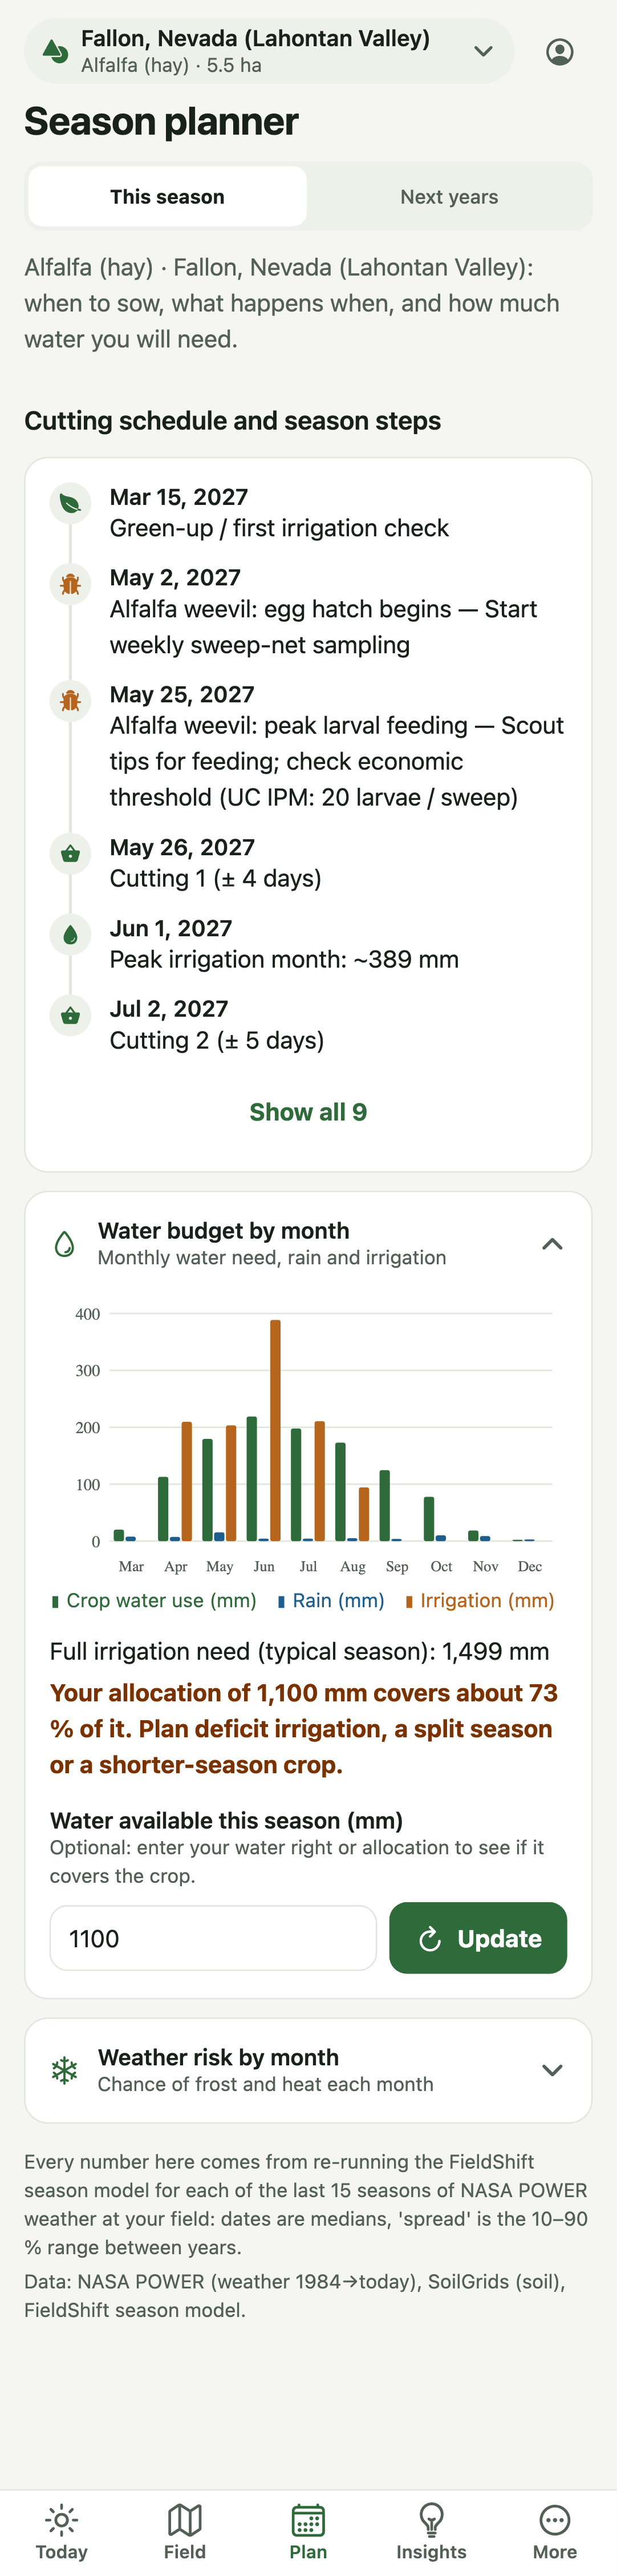 Fallon, Nevada (Lahontan Valley)
Alfalfa (hay) · 5.5 ha
Season planner
This season
Next years
Alfalfa (hay) · Fallon, Nevada (Lahontan Valley):
when to sow, what happens when, and how much
water you will need.
Cutting schedule and season steps
Mar 15, 2027
Green-up / first irrigation check
May 2, 2027
Alfalfa weevil: egg hatch begins — Start
weekly sweep-net sampling
May 25, 2027
Alfalfa weevil: peak larval feeding — Scout
tips for feeding; check economic
threshold (UC IPM: 20 larvae / sweep)
May 26, 2027
Cutting 1 (± 4 days)
Jun 1, 2027
Peak irrigation month: ~389 mm
Jul 2, 2027
Cutting 2 (± 5 days)
Show all 9
Water budget by month
Monthly water need, rain and irrigation
400
300
200
100
0
Mar Apr May Jun Jul Aug Sep Oct Nov Dec
Crop water use (mm) Rain (mm) Irrigation (mm)
Full irrigation need (typical season): 1,499 mm
Your allocation of 1,100 mm covers about 73
% of it. Plan deficit irrigation, a split season
or a shorter-season crop.
Water available this season (mm)
Optional: enter your water right or allocation to see if it
covers the crop.
1100
Update
Weather risk by month
Chance of frost and heat each month
Every number here comes from re-running the FieldShift
season model for each of the last 15 seasons of NASA POWER
weather at your field: dates are medians, 'spread' is the 10–90
% range between years.
Data: NASA POWER (weather 1984→today), SoilGrids (soil),
FieldShift season model.
Today
Field
Plan
Insights
More